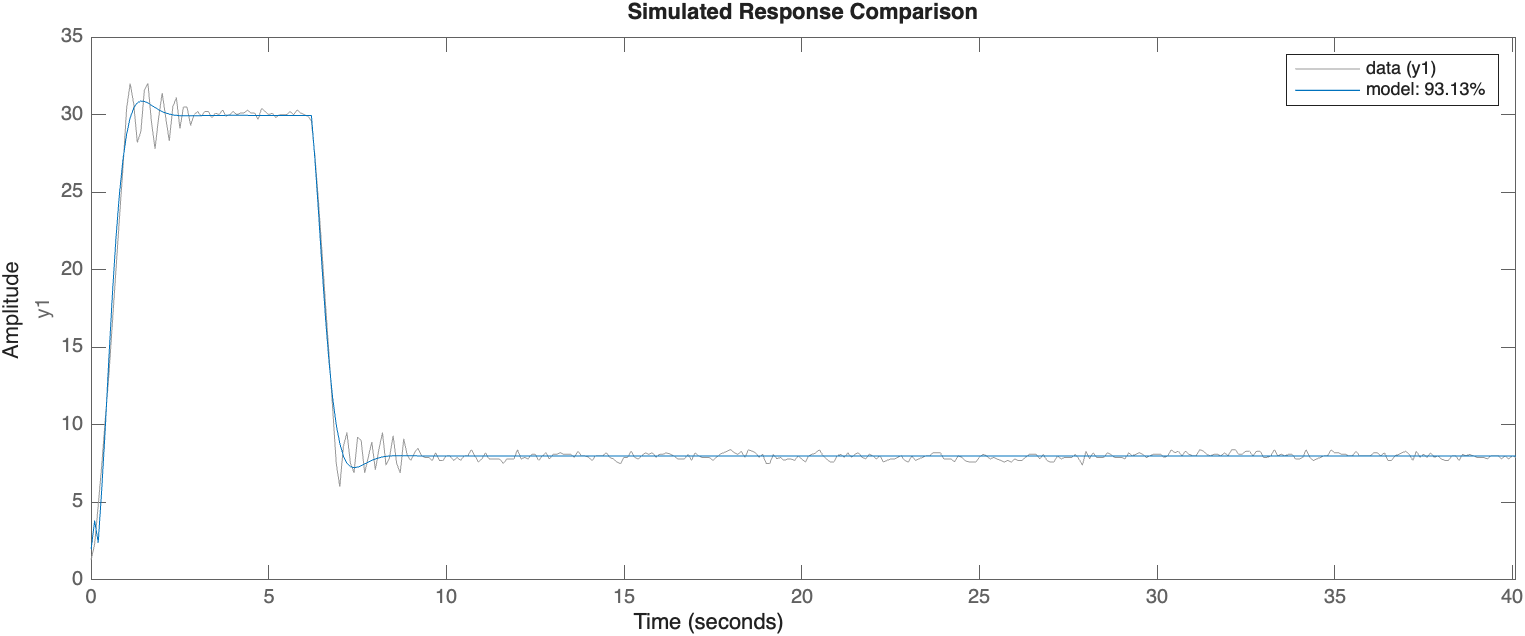 Simulated Response Comparison
data (y1)
model: 93.13%
Amplitude
y1
35
30
25
20
15
10
5
0
0 5 10 15 20 25 30 35 40
Time (seconds)